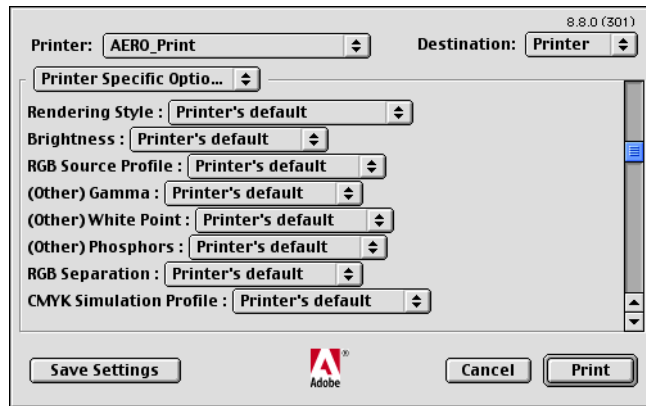 8.8.0 (301)
Printer: AERO_Print Destination: Printer
Printer Specific Optio...
Rendering Style : Printer's default
Brightness : Printer's default
RGB Source Profile : Printer's default
(Other) Gamma : Printer's default
(Other) White Point : Printer's default
(Other) Phosphors : Printer's default
RGB Separation : Printer's default
CMYK Simulation Profile : Printer's default
Save Settings Adobe® Cancel Print